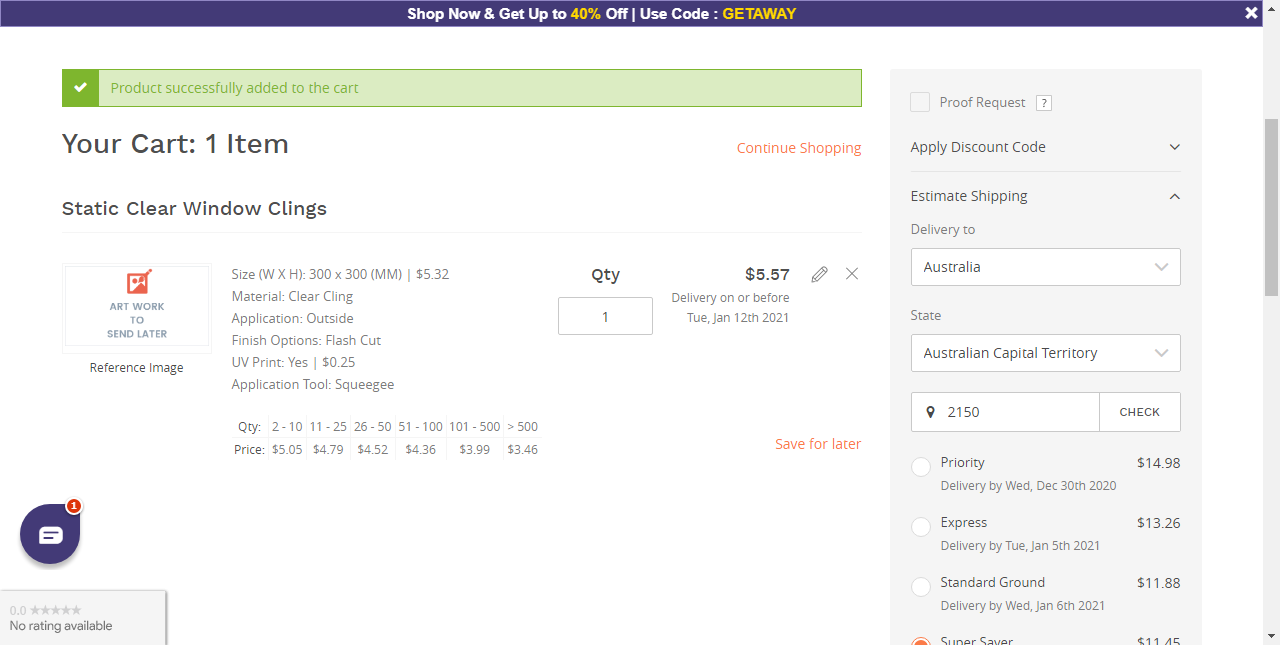 Shop Now & Get Up to 40% Off | Use Code : GETAWAY
Product successfully added to the cart
Your Cart: 1 Item
Continue Shopping
Static Clear Window Clings
ART WORK
TO
SEND LATER
Reference Image
Size (W X H): 300 x 300 (MM) | $5.32
Material: Clear Cling
Application: Outside
Finish Options: Flash Cut
UV Print: Yes | $0.25
Application Tool: Squeegee
Qty
1
$5.57
Delivery on or before
Tue, Jan 12th 2021
Qty: 2 - 10 11 - 25 26 - 50 51 - 100 101 - 500 > 500
Price: $5.05 $4.79 $4.52 $4.36 $3.99 $3.46
Save for later
Proof Request ?
Apply Discount Code
Estimate Shipping
Delivery to
Australia
State
Australian Capital Territory
2150 CHECK
Priority $14.98
Delivery by Wed, Dec 30th 2020
Express $13.26
Delivery by Tue, Jan 5th 2021
Standard Ground $11.88
Delivery by Wed, Jan 6th 2021
Super Saver $11.45
1
0.0
No rating available